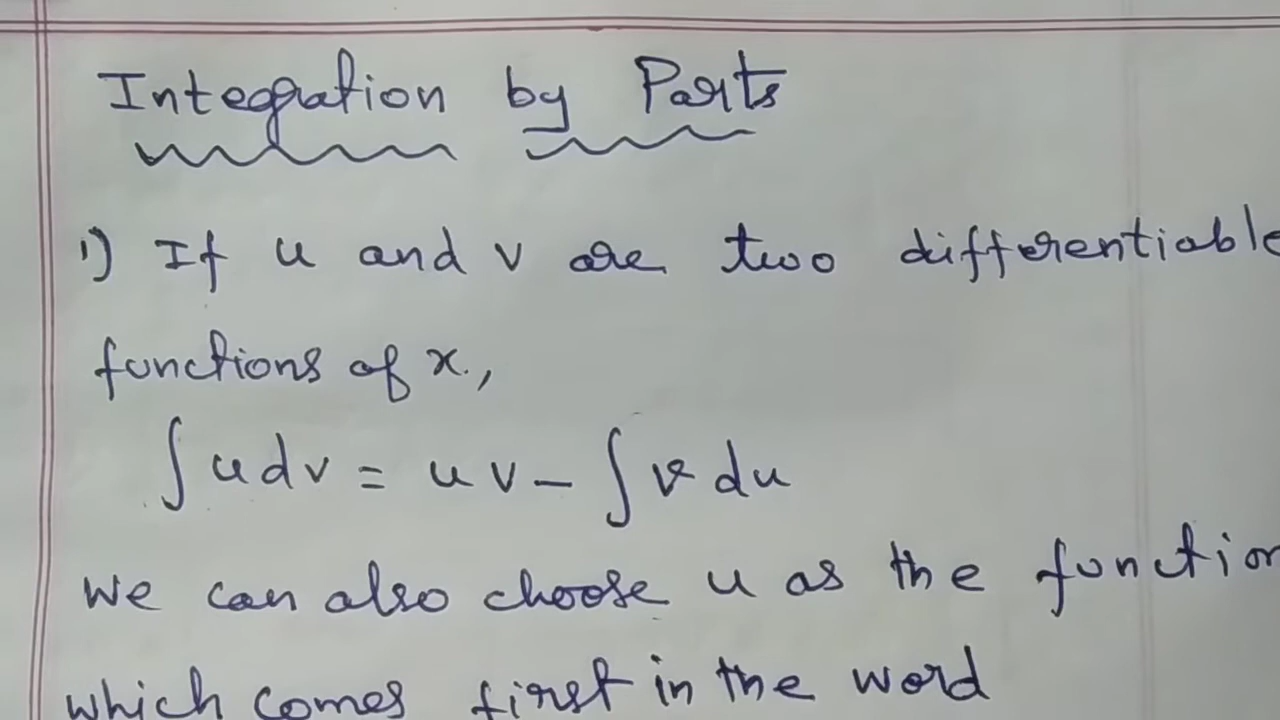 Integration by Parts
1) If u and v are two differentiable
functions of x,
∫ u dv = uv - ∫ v du
We can also choose u as the function
which comes first in the word